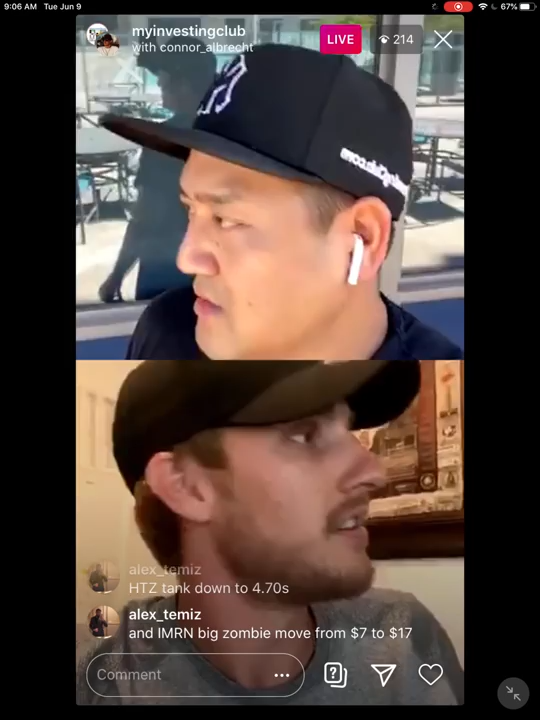 9:06 AM Tue Jun 9
67%
myinvestingclub
with connor_albrecht
LIVE
214
alex_temiz
HTZ tank down to 4.70s
alex_temiz
and IMRN big zombie move from $7 to $17
Comment